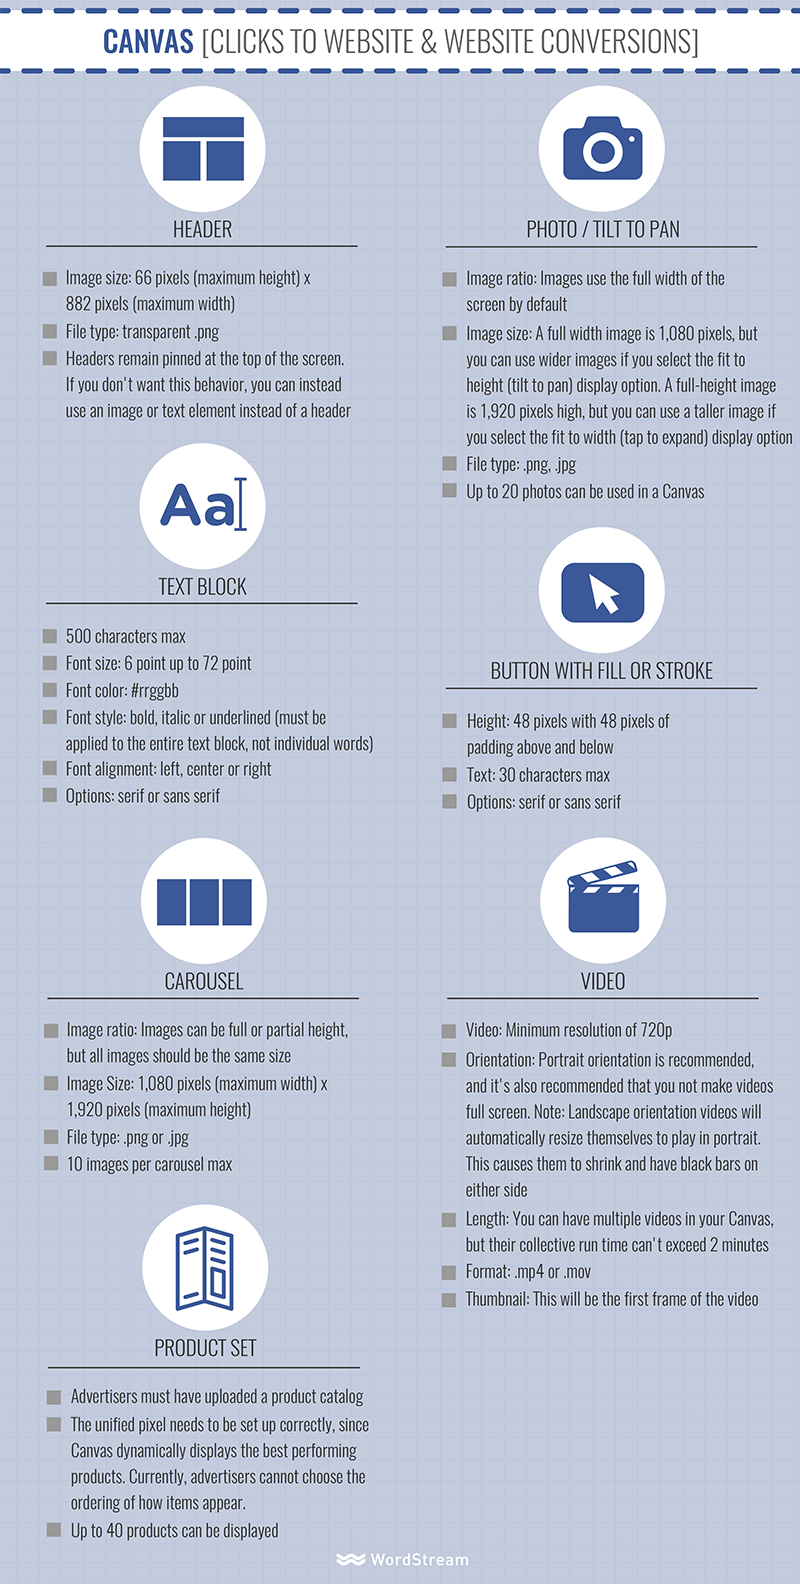 CANVAS [CLICKS TO WEBSITE & WEBSITE CONVERSIONS]
HEADER
Image size: 66 pixels (maximum height) x
882 pixels (maximum width)
File type: transparent .png
Headers remain pinned at the top of the screen.
If you don't want this behavior, you can instead
use an image or text element instead of a header
Aa
TEXT BLOCK
500 characters max
Font size: 6 point up to 72 point
Font color: #rrggbb
Font style: bold, italic or underlined (must be
applied to the entire text block, not individual words)
Font alignment: left, center or right
Options: serif or sans serif
CAROUSEL
Image ratio: Images can be full or partial height,
but all images should be the same size
Image Size: 1,080 pixels (maximum width) x
1,920 pixels (maximum height)
File type: .png or .jpg
10 images per carousel max
PRODUCT SET
Advertisers must have uploaded a product catalog
The unified pixel needs to be set up correctly, since
Canvas dynamically displays the best performing
products. Currently, advertisers cannot choose the
ordering of how items appear.
Up to 40 products can be displayed
PHOTO / TILT TO PAN
Image ratio: Images use the full width of the
screen by default
Image size: A full width image is 1,080 pixels, but
you can use wider images if you select the fit to
height (tilt to pan) display option. A full-height image
is 1,920 pixels high, but you can use a taller image if
you select the fit to width (tap to expand) display option
File type: .png, .jpg
Up to 20 photos can be used in a Canvas
BUTTON WITH FILL OR STROKE
Height: 48 pixels with 48 pixels of
padding above and below
Text: 30 characters max
Options: serif or sans serif
VIDEO
Video: Minimum resolution of 720p
Orientation: Portrait orientation is recommended,
and it's also recommended that you not make videos
full screen. Note: Landscape orientation videos will
automatically resize themselves to play in portrait.
This causes them to shrink and have black bars on
either side
Length: You can have multiple videos in your Canvas,
but their collective run time can't exceed 2 minutes
Format: .mp4 or .mov
Thumbnail: This will be the first frame of the video
WordStream